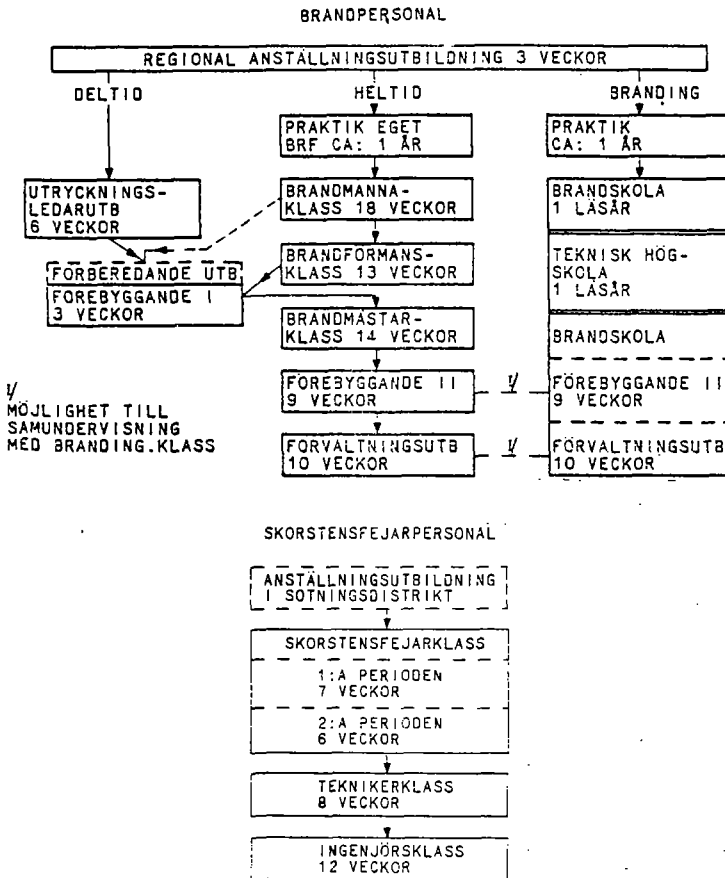 BRANDPERSONAL
REGIONAL ANSTÄLLNINGSUTBILDNING 3 VECKOR
DELTID
HELTID
BRANDING
PRAKTIK EGET
BRF CA: 1 ÅR
PRAKTIK
CA: 1 ÅR
UTRYCKNINGS-
LEDARUTB
6 VECKOR
BRANDMANNA-
KLASS 18 VECKOR
BRANDSKOLA
1 LÄSÅR
FÖRBEREDANDE UTB
FÖREBYGGANDE I
3 VECKOR
BRANDFORMANS-
KLASS 13 VECKOR
TEKNISK HÖG-
SKOLA
1 LÄSÅR
BRANDMÄSTAR-
KLASS 14 VECKOR
BRANDSKOLA
FÖREBYGGANDE II
9 VECKOR
1/
FÖREBYGGANDE II
9 VECKOR
1/
MÖJLIGHET TILL
SAMUNDERVISNING
MED BRANDING.KLASS
FÖRVALTNINGSUTB
10 VECKOR
1/
FÖRVALTNINGSUTB
10 VECKOR
SKORSTENSFEJARPERSONAL
ANSTÄLLNINGSUTBILDNING
I SOTNINGSDISTRIKT
SKORSTENSFEJARKLASS
1:A PERIODEN
7 VECKOR
2:A PERIODEN
6 VECKOR
TEKNIKERKLASS
8 VECKOR
INGENJÖRSKLASS
12 VECKOR